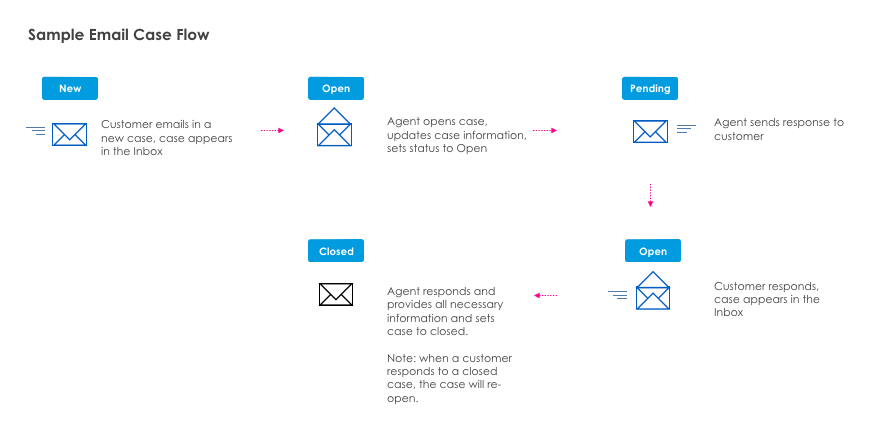 Sample Email Case Flow
New
Customer emails in a
new case, case appears
in the Inbox
Open
Agent opens case,
updates case information,
sets status to Open
Pending
Agent sends response to
customer
Open
Customer responds,
case appears in the
Inbox
Closed
Agent responds and
provides all necessary
information and sets
case to closed.
Note: when a customer
responds to a closed
case, the case will re-
open.